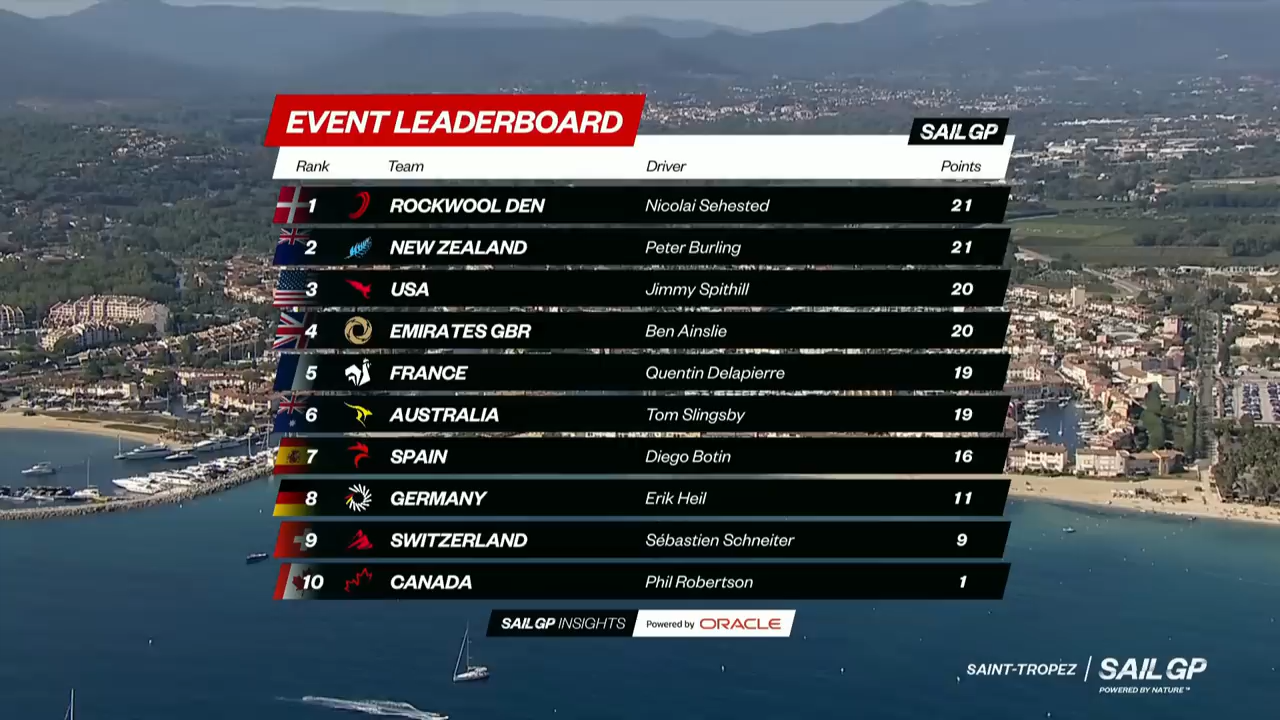 EVENT LEADERBOARD
SAIL GP
Rank Team Driver Points
1 ROCKWOOL DEN Nicolai Sehested 21
2 NEW ZEALAND Peter Burling 21
3 USA Jimmy Spithill 20
4 EMIRATES GBR Ben Ainslie 20
5 FRANCE Quentin Delapierre 19
6 AUSTRALIA Tom Slingsby 19
7 SPAIN Diego Botin 16
8 GERMANY Erik Heil 11
9 SWITZERLAND Sébastien Schneiter 9
10 CANADA Phil Robertson 1
SAIL GP INSIGHTS Powered by ORACLE
SAINT-TROPEZ | SAIL GP
POWERED BY NATURE™